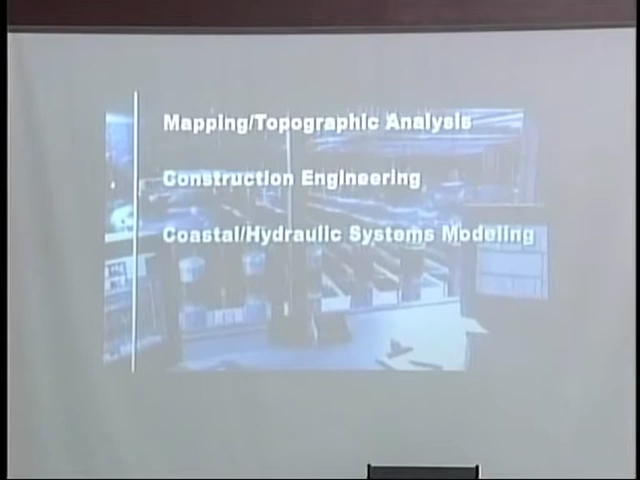 Mapping/Topographic Analysis
Construction Engineering
Coastal/Hydraulic Systems Modeling